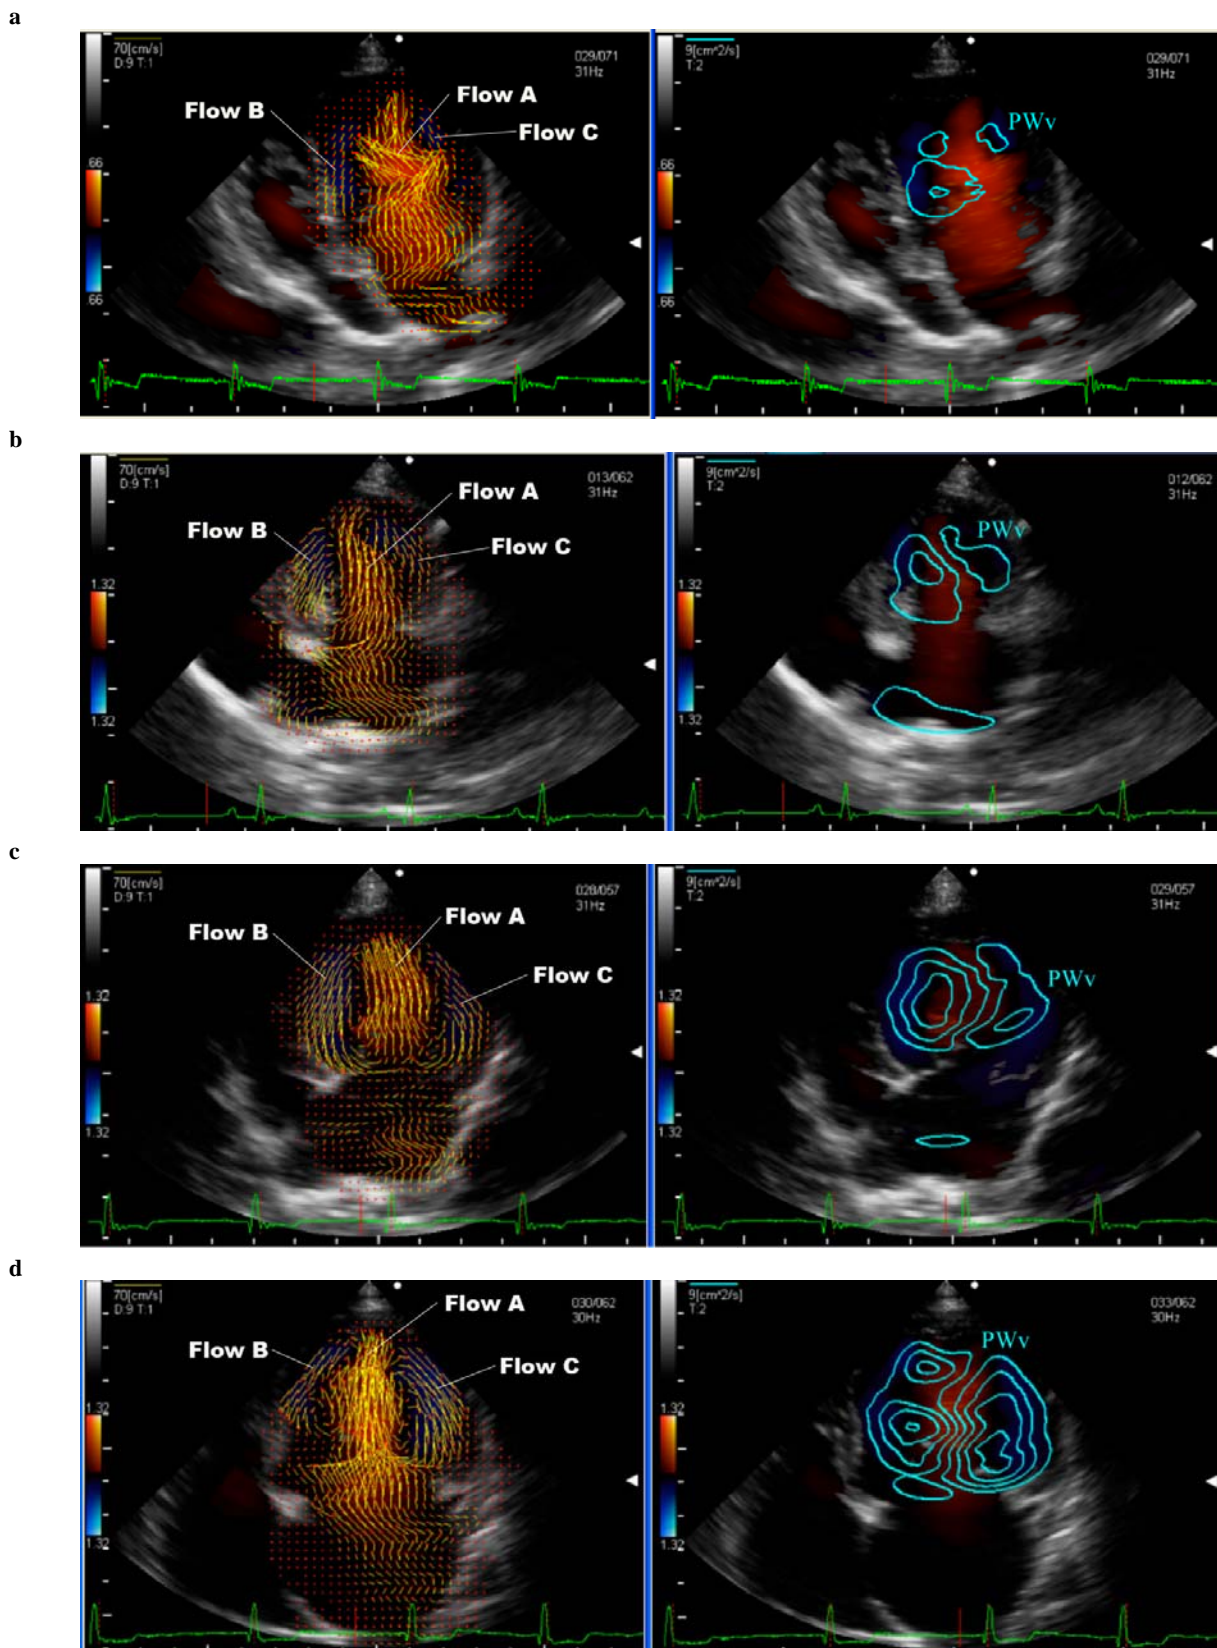 a
70[cm/s]
D:9 T:1
029/071
31Hz
Flow A
Flow B
Flow C
.66
.66
9[cm^2/s]
T:2
029/071
31Hz
PWv
.66
.66
b
70[cm/s]
D:9 T:1
013/062
31Hz
Flow A
Flow B
Flow C
1.32
1.32
9[cm^2/s]
T:2
012/062
31Hz
PWv
1.32
1.32
c
70[cm/s]
D:9 T:1
028/057
31Hz
Flow A
Flow B
Flow C
1.32
1.32
9[cm^2/s]
T:2
029/057
31Hz
PWv
1.32
1.32
d
70[cm/s]
D:9 T:1
030/062
30Hz
Flow A
Flow B
Flow C
1.32
1.32
9[cm^2/s]
T:2
033/062
30Hz
PWv
1.32
1.32